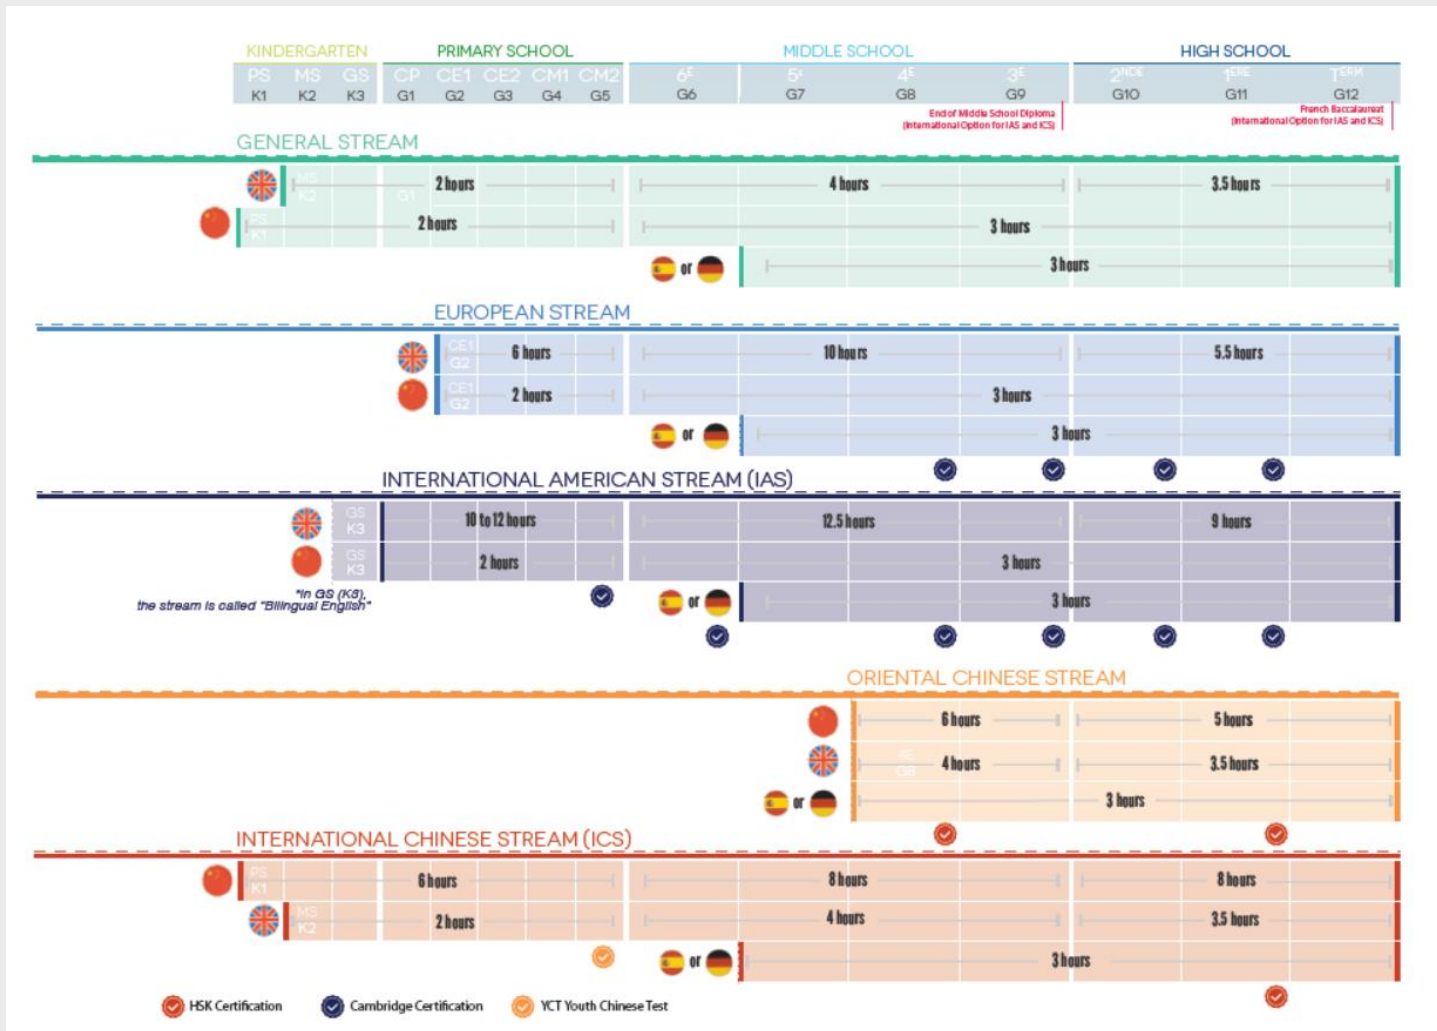 KINDERGARTEN PRIMARY SCHOOL MIDDLE SCHOOL HIGH SCHOOL
PS MS GS CP CE1 CE2 CM1 CM2 6E 5E 4E 3E 2NDE 1ERE TERM
K1 K2 K3 G1 G2 G3 G4 G5 G6 G7 G8 G9 G10 G11 G12
End of Middle School Diploma
(International Option for IAS and ICS)
French Baccalaureat
(International Option for IAS and ICS)
GENERAL STREAM
MS
K2
G1
2 hours 4 hours 3.5 hours
PS
K1
2 hours 3 hours
or 3 hours
EUROPEAN STREAM
CE1
G2
6 hours 10 hours 5.5 hours
CE1
G2
2 hours 3 hours
or 3 hours
INTERNATIONAL AMERICAN STREAM (IAS)
GS
K3
10 to 12 hours 12.5 hours 9 hours
GS
K3
2 hours 3 hours
*In GS (K3),
the stream is called "Bilingual English"
or 3 hours
ORIENTAL CHINESE STREAM
6 hours 5 hours
G8
4 hours 3.5 hours
or 3 hours
INTERNATIONAL CHINESE STREAM (ICS)
PS
K1
6 hours 8 hours 8 hours
MS
K2
2 hours 4 hours 3.5 hours
or 3 hours
HSK Certification Cambridge Certification YCT Youth Chinese Test